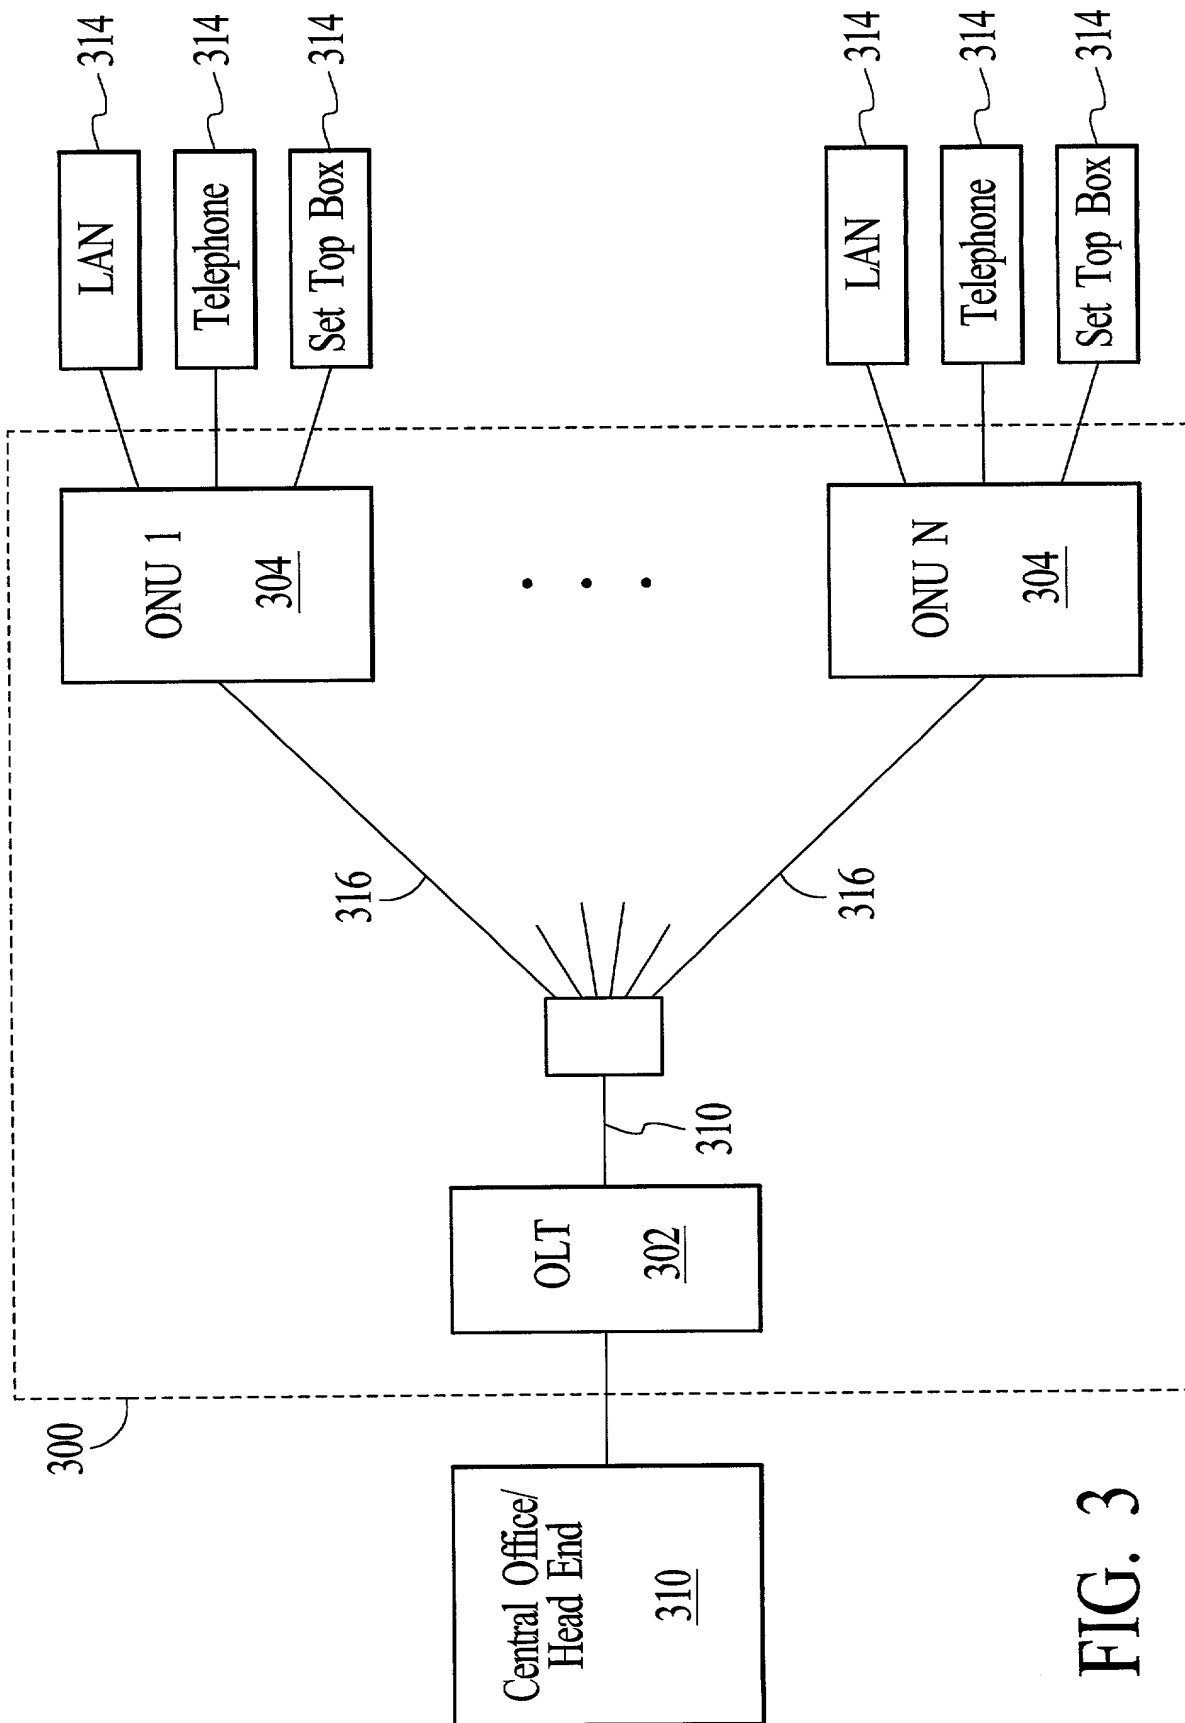 300
Central Office/
Head End
310
OLT
302
310
316
316
ONU 1
304
ONU N
304
LAN
314
Telephone
314
Set Top Box
314
LAN
314
Telephone
314
Set Top Box
314
FIG. 3